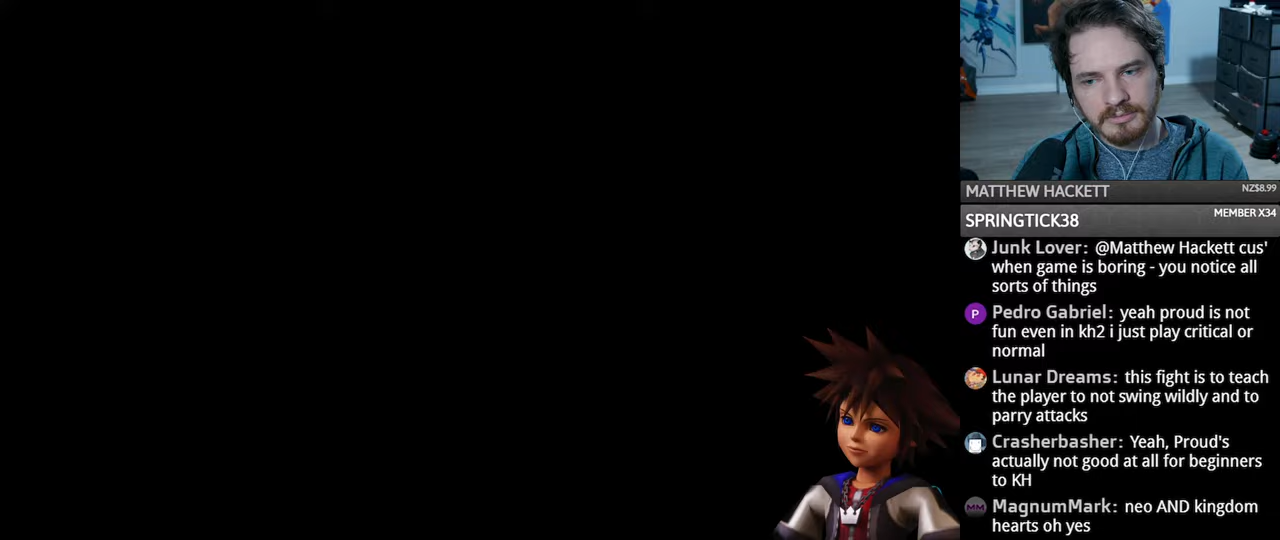 MATTHEW HACKETT NZ$8.99
SPRINGTICK38 MEMBER X34
Junk Lover: @Matthew Hackett cus'
when game is boring - you notice all
sorts of things
P Pedro Gabriel: yeah proud is not
fun even in kh2 i just play critical or
normal
Lunar Dreams: this fight is to teach
the player to not swing wildly and to
parry attacks
Crasherbasher: Yeah, Proud's
actually not good at all for beginners
to KH
MM MagnumMark: neo AND kingdom
hearts oh yes